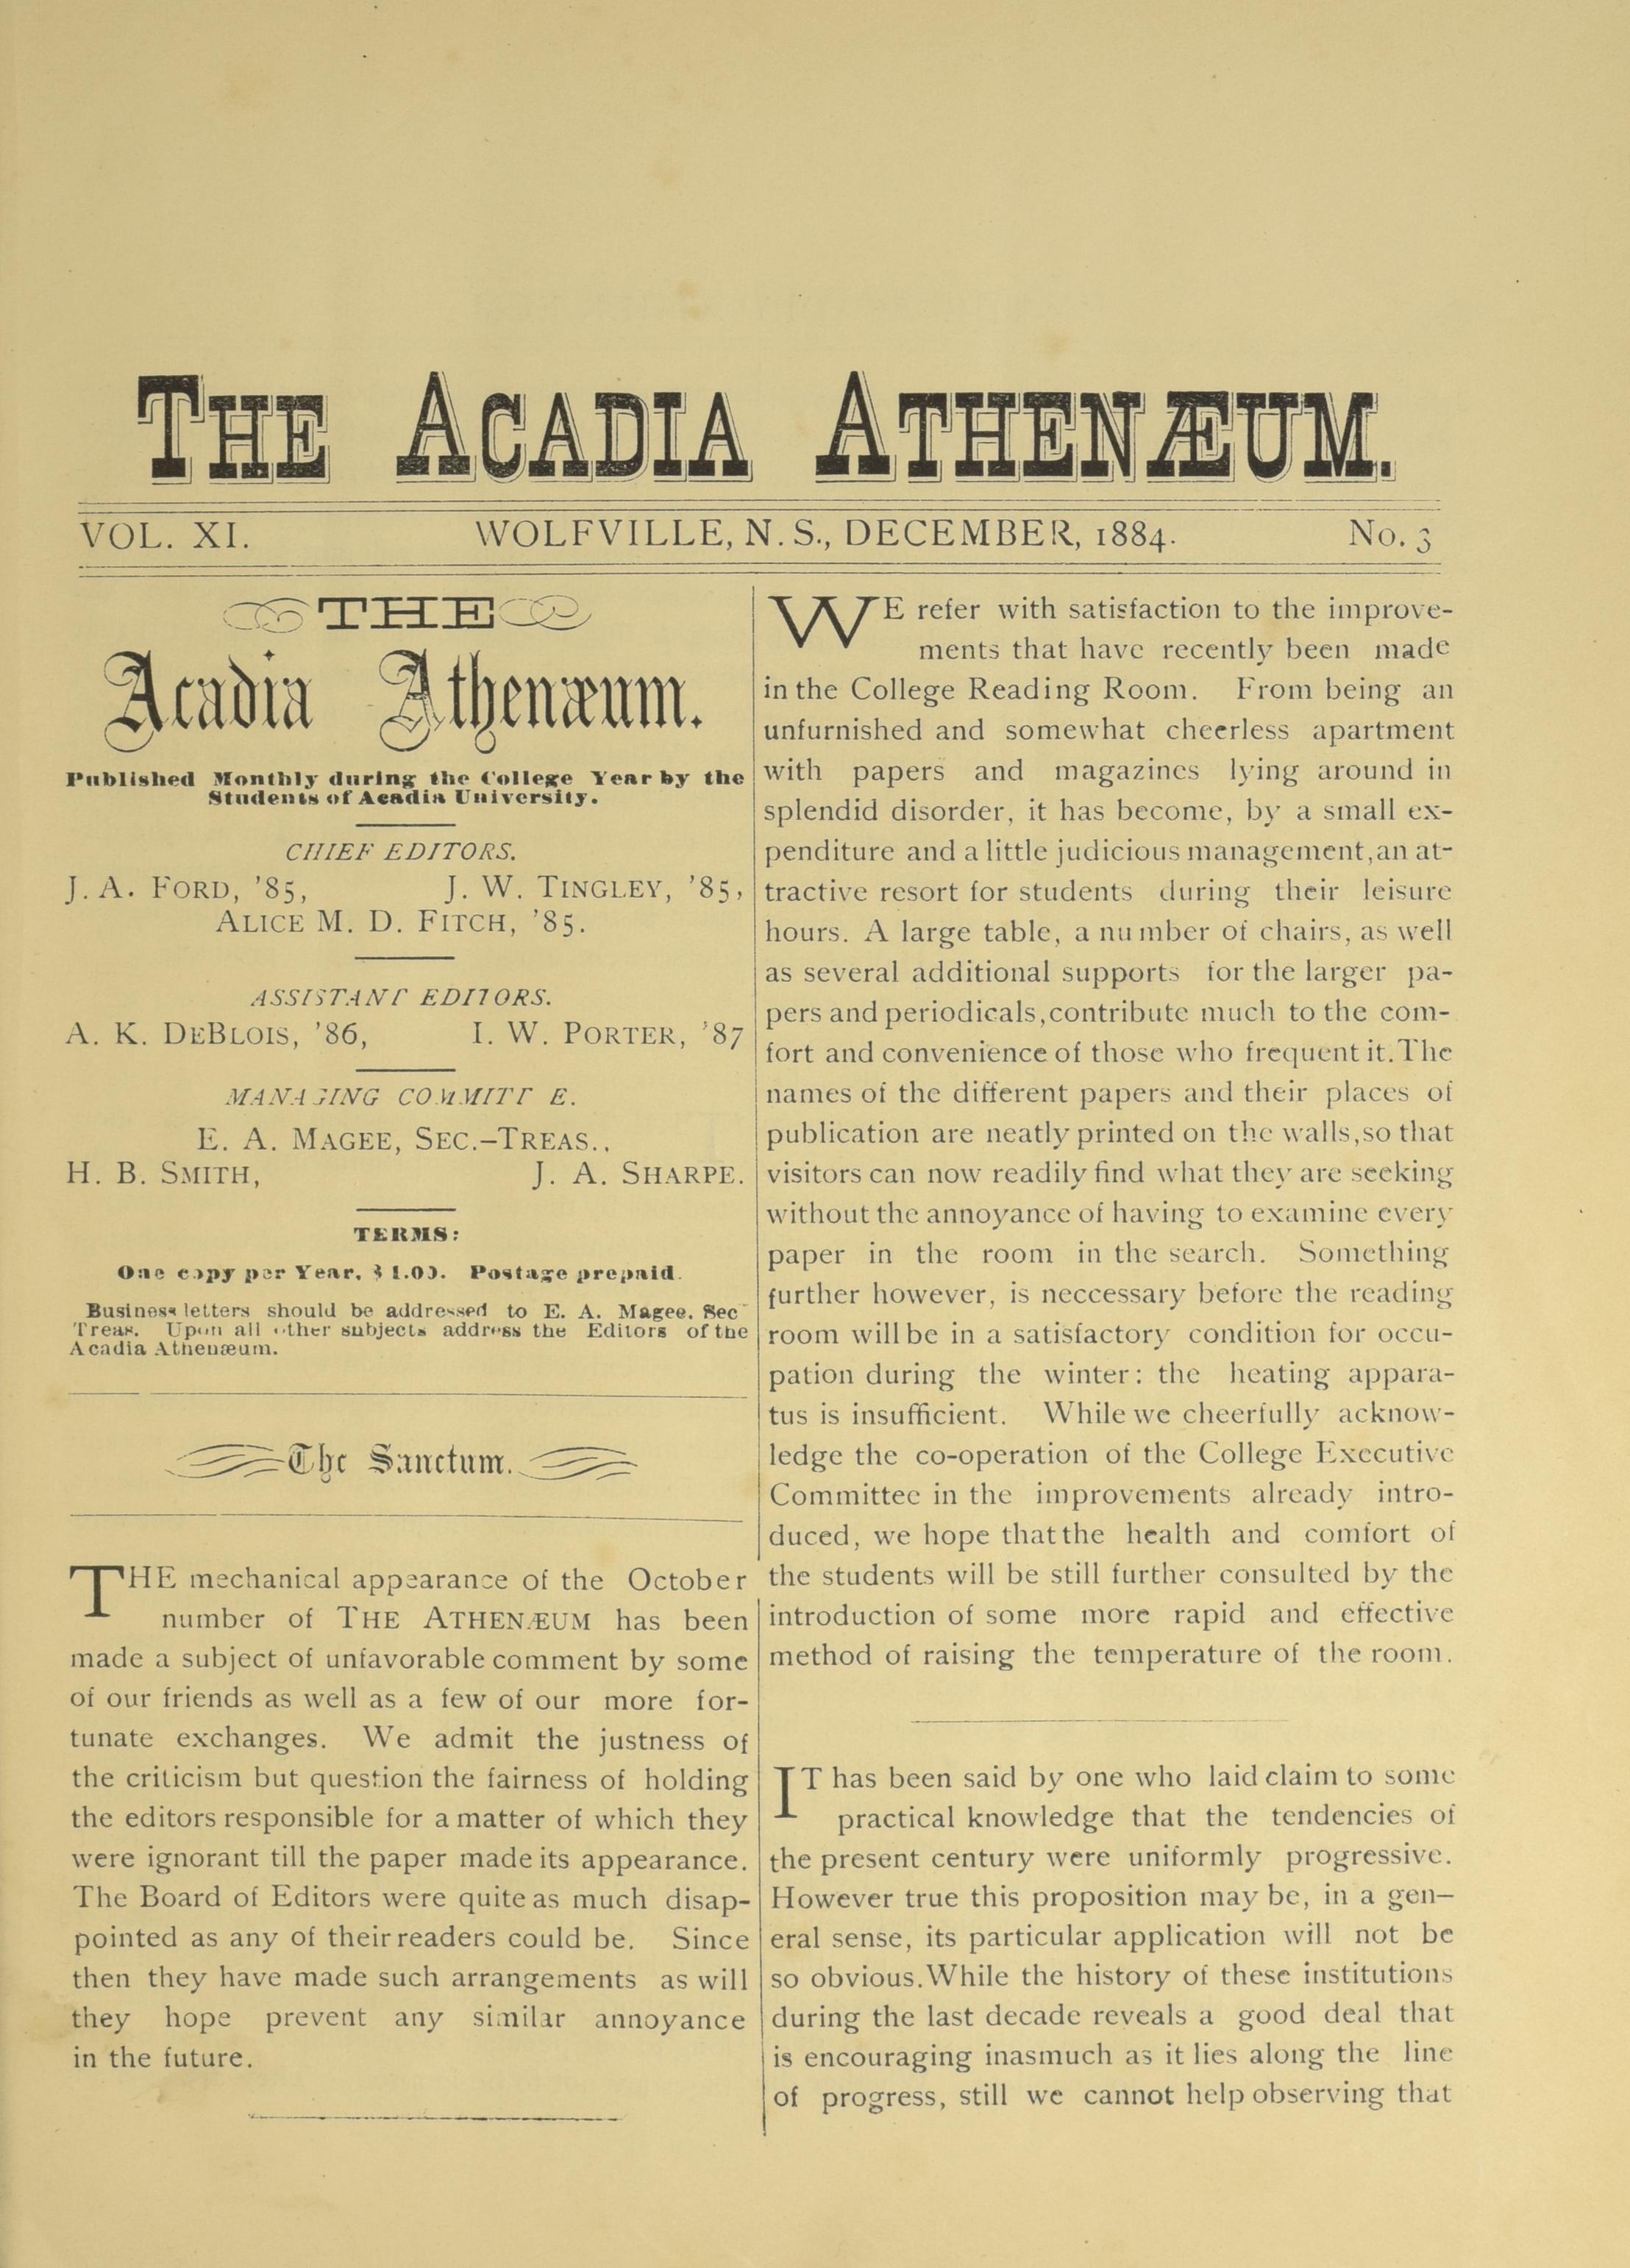 THE ACADIA ATHENÆUM.
VOL. XI. WOLFVILLE, N. S., DECEMBER, 1884. No. 3
THE
Acadia Athenæum.
Published Monthly during the College Year by the
Students of Acadia University.
CHIEF EDITORS.
J. A. FORD, '85, J. W. TINGLEY, '85,
ALICE M. D. FITCH, '85.
ASSISTANT EDITORS.
A. K. DEBLOIS, '86, I. W. PORTER, '87
MANAGING COMMITT E.
E. A. MAGEE, SEC.-TREAS.,
H. B. SMITH, J. A. SHARPE.
TERMS:
One copy per Year, $1.00. Postage prepaid.
Business letters should be addressed to E. A. Magee, Sec-
Treas. Upon all other subjects address the Editors of the
Acadia Athenæum.
The Sanctum.
THE mechanical appearance of the October
number of THE ATHENÆUM has been
made a subject of unfavorable comment by some
of our friends as well as a few of our more for-
tunate exchanges. We admit the justness of
the criticism but question the fairness of holding
the editors responsible for a matter of which they
were ignorant till the paper made its appearance.
The Board of Editors were quite as much disap-
pointed as any of their readers could be. Since
then they have made such arrangements as will
they hope prevent any similar annoyance
in the future.
WE refer with satisfaction to the improve-
ments that have recently been made
in the College Reading Room. From being an
unfurnished and somewhat cheerless apartment
with papers and magazines lying around in
splendid disorder, it has become, by a small ex-
penditure and a little judicious management, an at-
tractive resort for students during their leisure
hours. A large table, a number of chairs, as well
as several additional supports for the larger pa-
pers and periodicals, contribute much to the com-
fort and convenience of those who frequent it. The
names of the different papers and their places of
publication are neatly printed on the walls, so that
visitors can now readily find what they are seeking
without the annoyance of having to examine every
paper in the room in the search. Something
further however, is neccessary before the reading
room will be in a satisfactory condition for occu-
pation during the winter: the heating appara-
tus is insufficient. While we cheerfully acknow-
ledge the co-operation of the College Executive
Committee in the improvements already intro-
duced, we hope that the health and comfort of
the students will be still further consulted by the
introduction of some more rapid and effective
method of raising the temperature of the room.
IT has been said by one who laid claim to some
practical knowledge that the tendencies of
the present century were uniformly progressive.
However true this proposition may be, in a gen-
eral sense, its particular application will not be
so obvious. While the history of these institutions
during the last decade reveals a good deal that
is encouraging inasmuch as it lies along the line
of progress, still we cannot help observing that